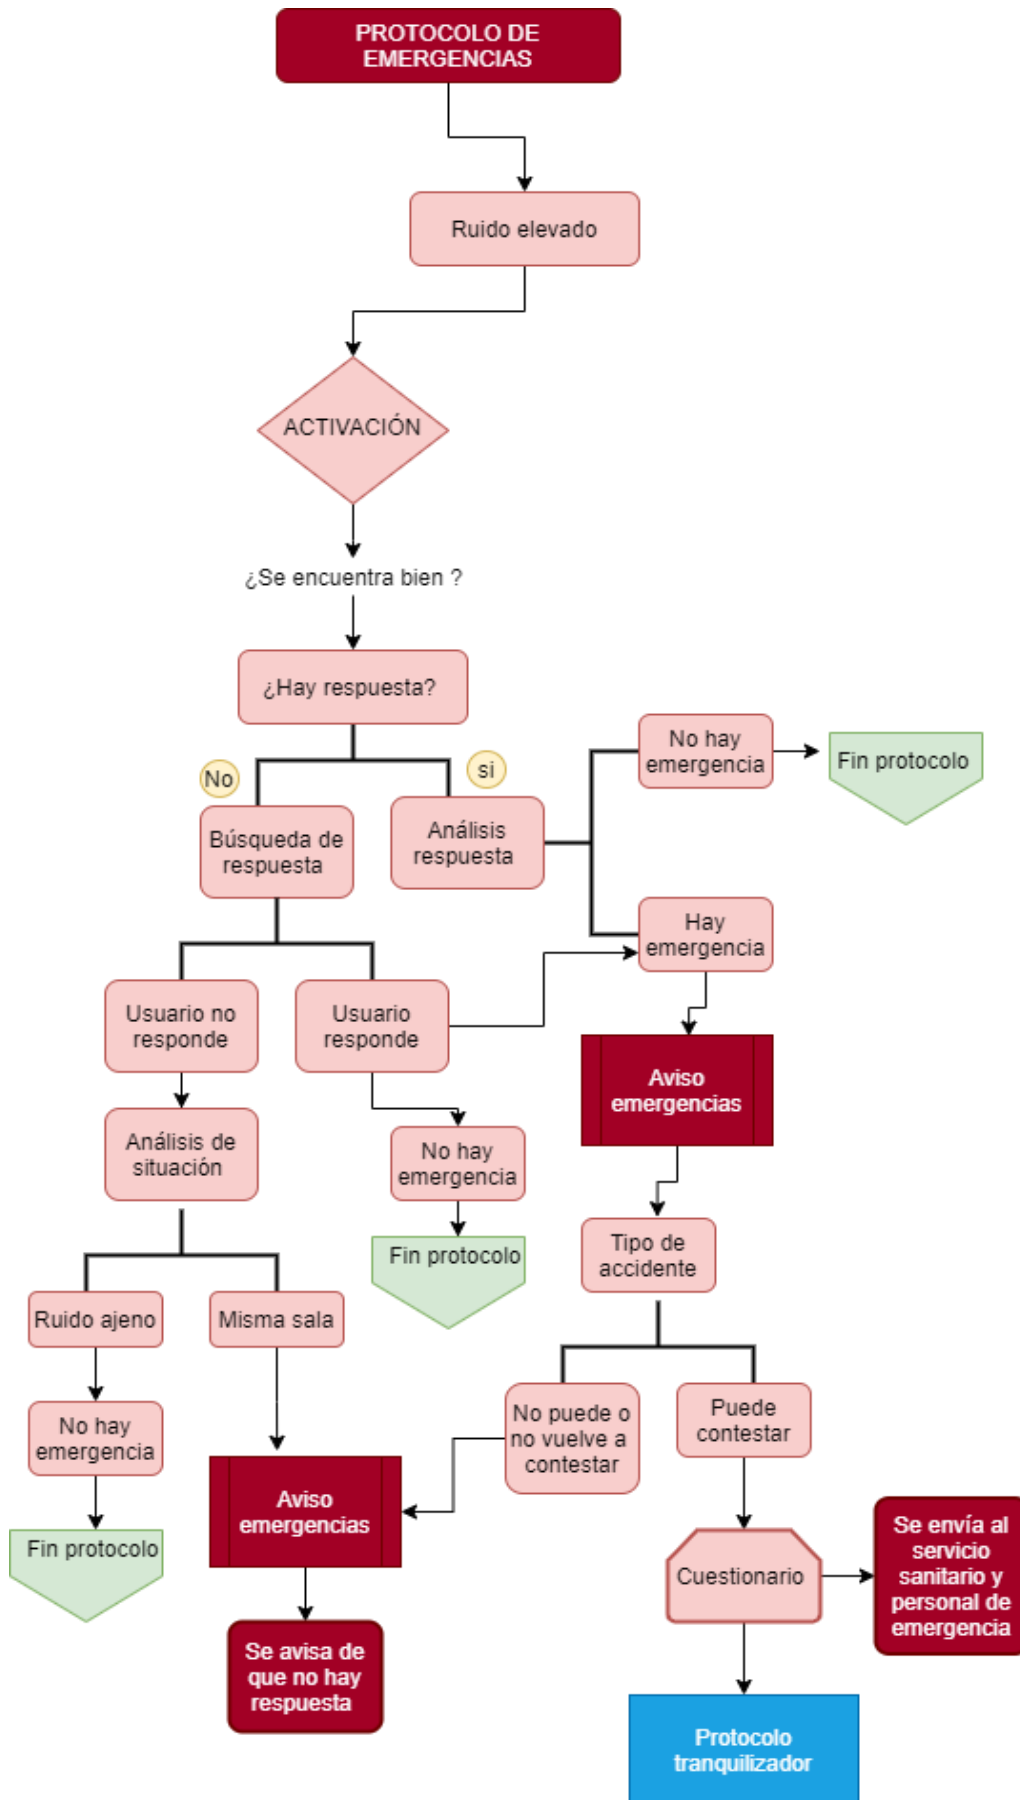 PROTOCOLO DE
EMERGENCIAS
Ruido elevado
ACTIVACIÓN
¿Se encuentra bien ?
¿Hay respuesta?
No
si
No hay
emergencia
Fin protocolo
Búsqueda de
respuesta
Análisis
respuesta
Hay
emergencia
Usuario no
responde
Usuario
responde
Aviso
emergencias
Análisis de
situación
No hay
emergencia
Fin protocolo
Tipo de
accidente
Ruido ajeno
Misma sala
No puede o
no vuelve a
contestar
Puede
contestar
No hay
emergencia
Fin protocolo
Aviso
emergencias
Cuestionario
Se envía al
servicio
sanitario y
personal de
emergencia
Se avisa de
que no hay
respuesta
Protocolo
tranquilizador